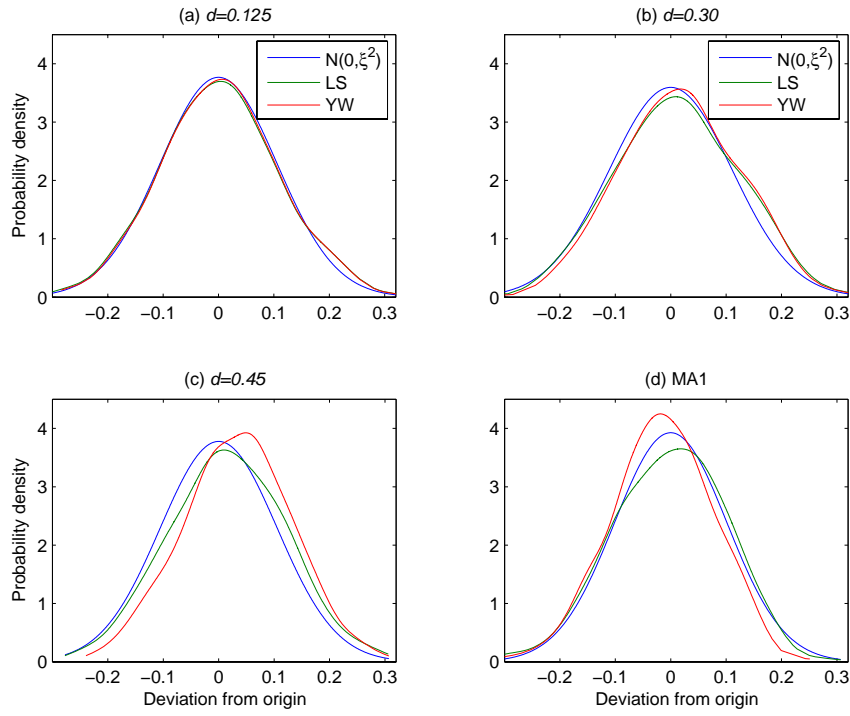 (a) d=0.125
Probability density
4
3
2
1
0
−0.2 −0.1 0 0.1 0.2 0.3
N(0,ξ²)
LS
YW
(b) d=0.30
4
3
2
1
0
−0.2 −0.1 0 0.1 0.2 0.3
N(0,ξ²)
LS
YW
(c) d=0.45
Probability density
5
4
3
2
1
0
−0.2 −0.1 0 0.1 0.2 0.3
Deviation from origin
(d) MA1
5
4
3
2
1
0
−0.3 −0.2 −0.1 0 0.1 0.2 0.3
Deviation from origin